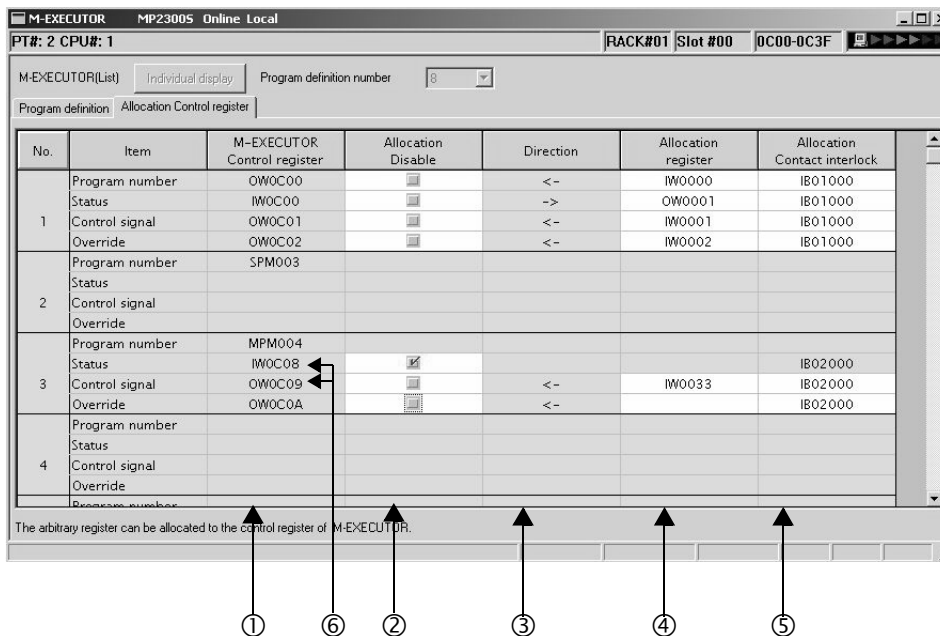 M-EXECUTOR MP2300S Online Local
PT#: 2 CPU#: 1 RACK#01 Slot #00 0C00-0C3F
M-EXECUTOR(List) Individual display Program definition number 8
Program definition Allocation Control register
No. Item M-EXECUTOR Control register Allocation Disable Direction Allocation register Allocation Contact interlock
1
Program number OW0C00 <- IW0000 IB01000
Status IW0C00 -> OW0001 IB01000
Control signal OW0C01 <- IW0001 IB01000
Override OW0C02 <- IW0002 IB01000
2
Program number SPM003
Status
Control signal
Override
3
Program number MPM004
Status IW0C08 IB02000
Control signal OW0C09 <- IW0033 IB02000
Override OW0C0A <- IB02000
4
Program number
Status
Control signal
Override
Program number
The arbitrary register can be allocated to the control register of M-EXECUTOR.
① ⑥ ② ③ ④ ⑤